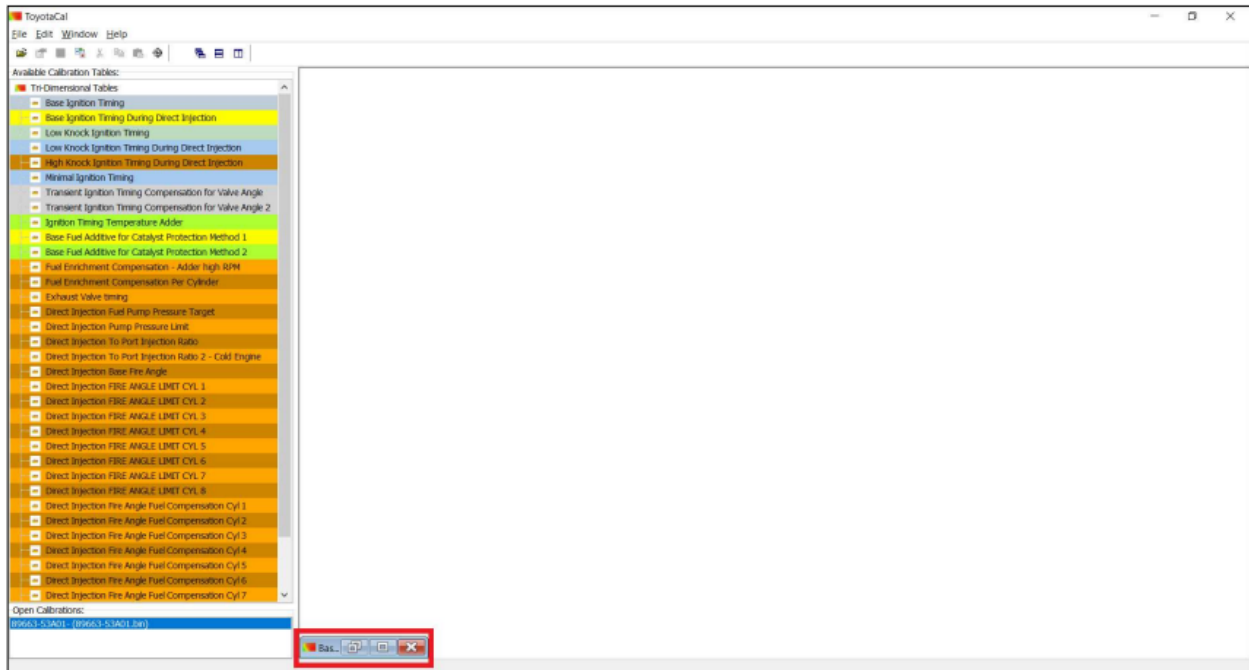 ToyotaCal
File Edit Window Help
Available Calibration Tables:
Tri-Dimensional Tables
Base Ignition Timing
Base Ignition Timing During Direct Injection
Low Knock Ignition Timing
Low Knock Ignition Timing During Direct Injection
High Knock Ignition Timing During Direct Injection
Minimal Ignition Timing
Transient Ignition Timing Compensation for Valve Angle
Transient Ignition Timing Compensation for Valve Angle 2
Ignition Timing Temperature Adder
Base Fuel Additive for Catalyst Protection Method 1
Base Fuel Additive for Catalyst Protection Method 2
Fuel Enrichment Compensation - Adder high RPM
Fuel Enrichment Compensation Per Cylinder
Exhaust Valve timing
Direct Injection Fuel Pump Pressure Target
Direct Injection Pump Pressure Limit
Direct Injection To Port Injection Ratio
Direct Injection To Port Injection Ratio 2 - Cold Engine
Direct Injection Base Fire Angle
Direct Injection FIRE ANGLE LIMIT CYL 1
Direct Injection FIRE ANGLE LIMIT CYL 2
Direct Injection FIRE ANGLE LIMIT CYL 3
Direct Injection FIRE ANGLE LIMIT CYL 4
Direct Injection FIRE ANGLE LIMIT CYL 5
Direct Injection FIRE ANGLE LIMIT CYL 6
Direct Injection FIRE ANGLE LIMIT CYL 7
Direct Injection FIRE ANGLE LIMIT CYL 8
Direct Injection Fire Angle Fuel Compensation Cyl 1
Direct Injection Fire Angle Fuel Compensation Cyl 2
Direct Injection Fire Angle Fuel Compensation Cyl 3
Direct Injection Fire Angle Fuel Compensation Cyl 4
Direct Injection Fire Angle Fuel Compensation Cyl 5
Direct Injection Fire Angle Fuel Compensation Cyl 6
Direct Injection Fire Angle Fuel Compensation Cyl 7
Open Calibrations:
89663-53A01- (89663-53A01.bin)
Bas...